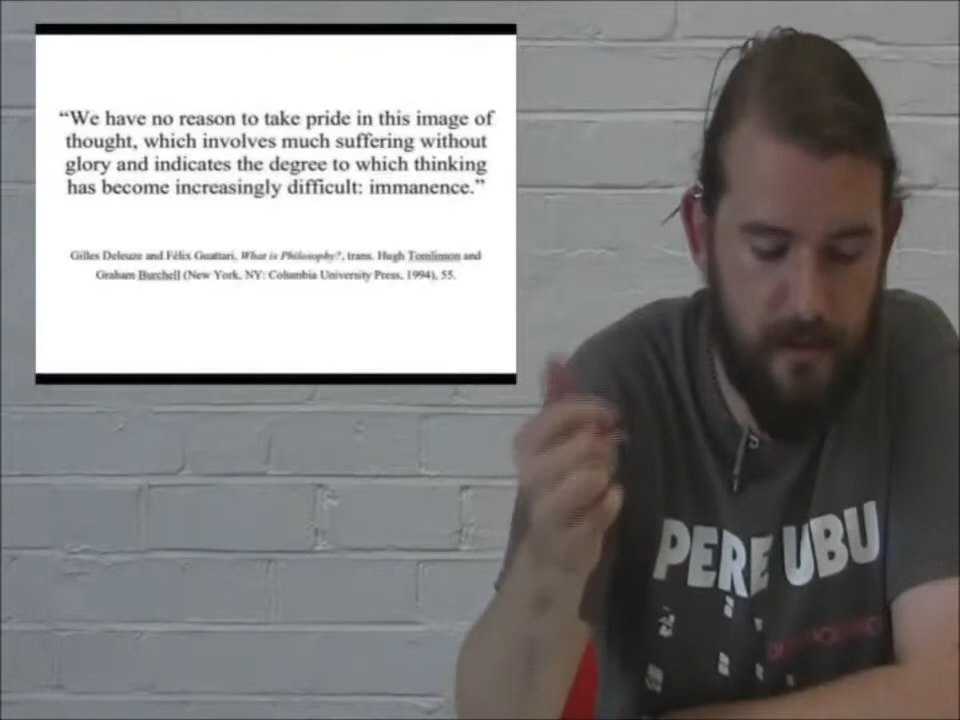 “We have no reason to take pride in this image of
thought, which involves much suffering without
glory and indicates the degree to which thinking
has become increasingly difficult: immanence.”
Gilles Deleuze and Félix Guattari, What is Philosophy?, trans. Hugh Tomlinson and
Graham Burchell (New York, NY: Columbia University Press, 1994), 55.
PERE UBU